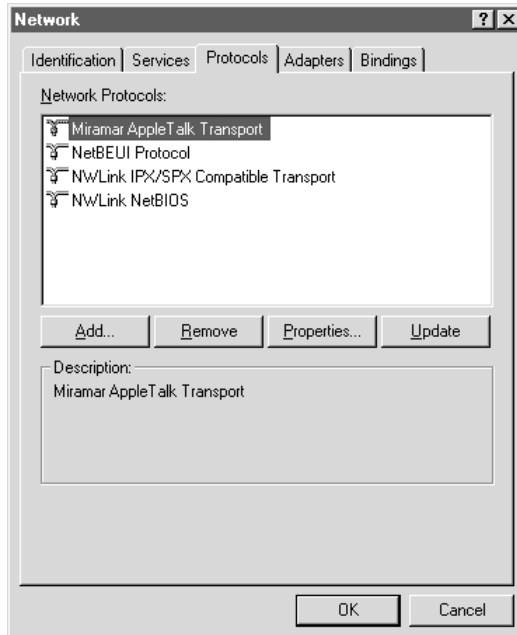 Network
Identification Services Protocols Adapters Bindings
Network Protocols:
Miramar AppleTalk Transport
NetBEUI Protocol
NWLink IPX/SPX Compatible Transport
NWLink NetBIOS
Add... Remove Properties... Update
Description:
Miramar AppleTalk Transport
OK Cancel